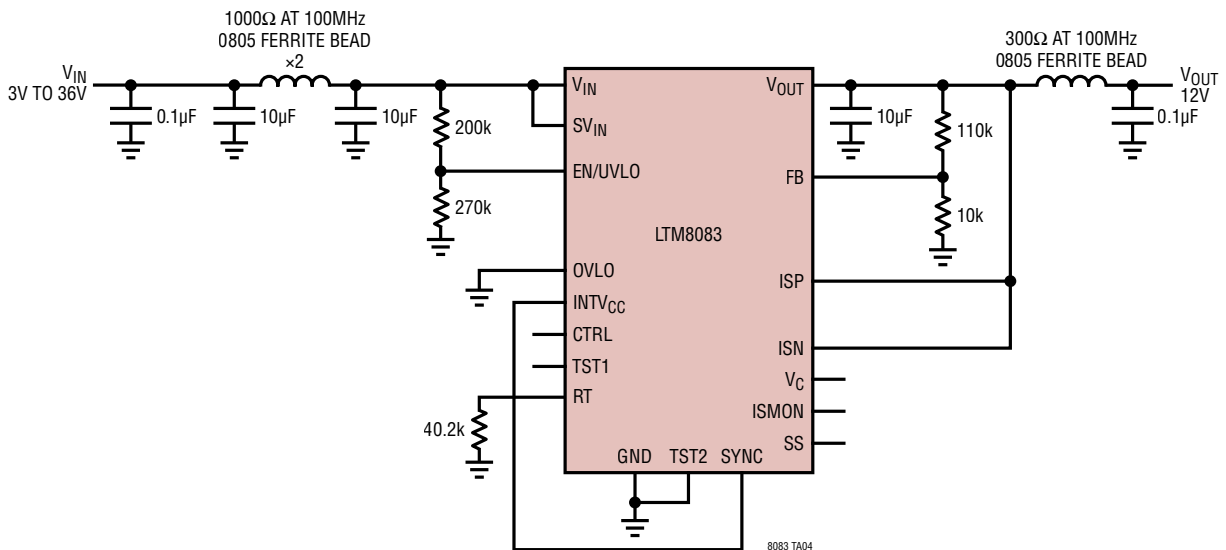 1000Ω AT 100MHz
0805 FERRITE BEAD
×2
300Ω AT 100MHz
0805 FERRITE BEAD
VIN
3V TO 36V
0.1µF
10µF
10µF
200k
270k
VIN
SVIN
EN/UVLO
OVLO
INTVCC
CTRL
TST1
RT
40.2k
LTM8083
GND
TST2
SYNC
VOUT
FB
ISP
ISN
VC
ISMON
SS
10µF
110k
10k
0.1µF
VOUT
12V
8083 TA04